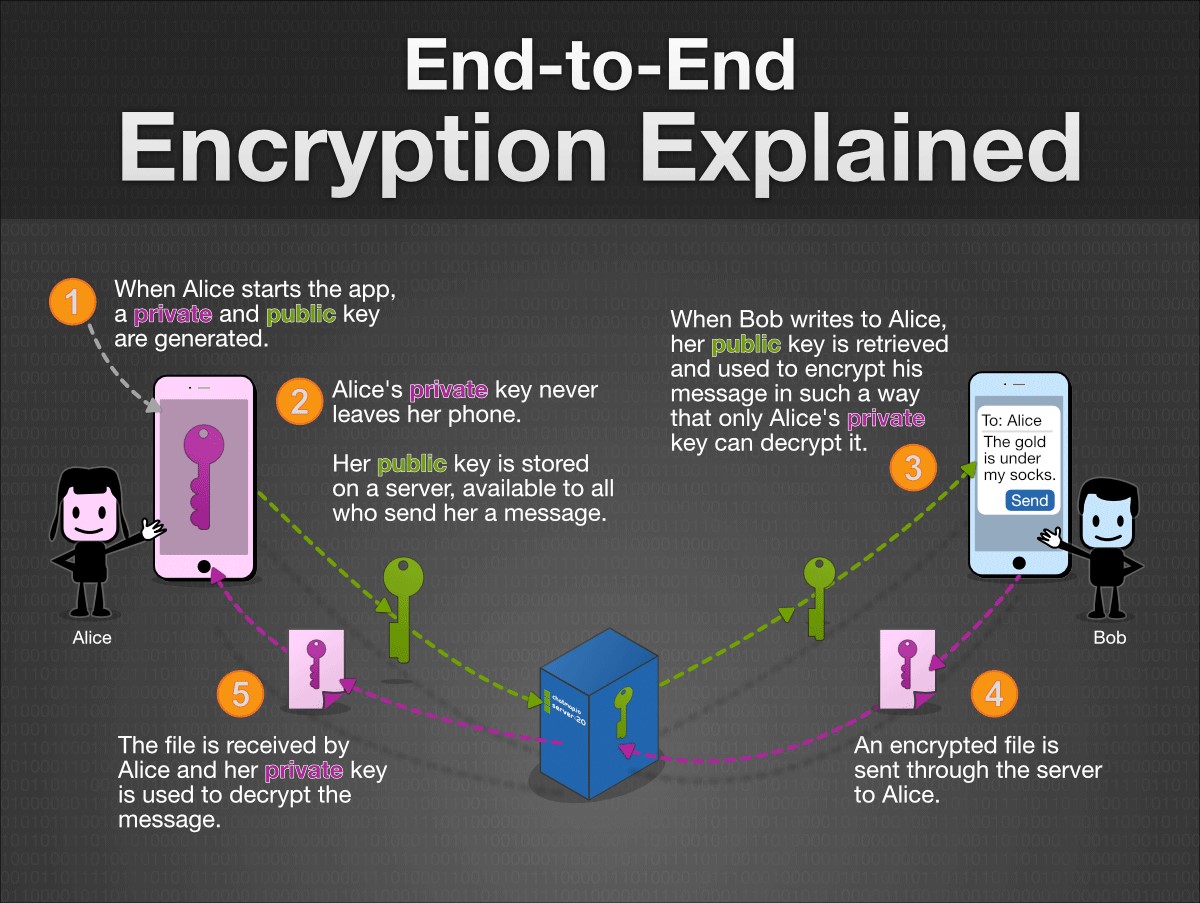 End-to-End
Encryption Explained
1
When Alice starts the app,
a private and public key
are generated.
2
Alice's private key never
leaves her phone.
Her public key is stored
on a server, available to all
who send her a message.
When Bob writes to Alice,
her public key is retrieved
and used to encrypt his
message in such a way
that only Alice's private
key can decrypt it.
3
To: Alice
The gold
is under
my socks.
Send
Alice
Bob
server:20
5
The file is received by
Alice and her private key
is used to decrypt the
message.
4
An encrypted file is
sent through the server
to Alice.